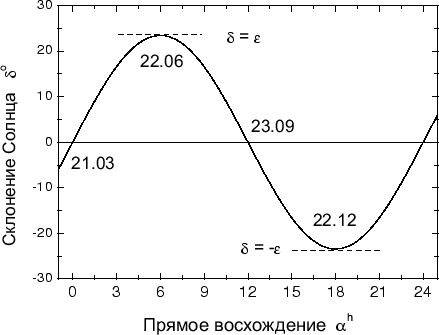 30
20
10
0
-10
-20
-30
Склонение Солнца δ°
δ = ε
22.06
23.09
21.03
22.12
δ = -ε
0 3 6 9 12 15 18 21 24
Прямое восхождение α^h